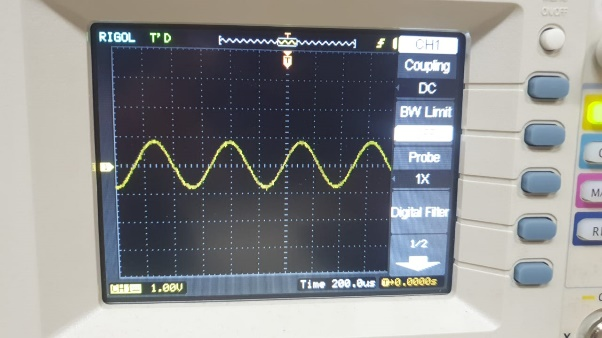 RIGOL T'D
CH1
Coupling
DC
BW Limit
Probe
1X
Digital Filter
1/2
CH1 1.00V Time 200.0us +0.0000s
ON/OFF